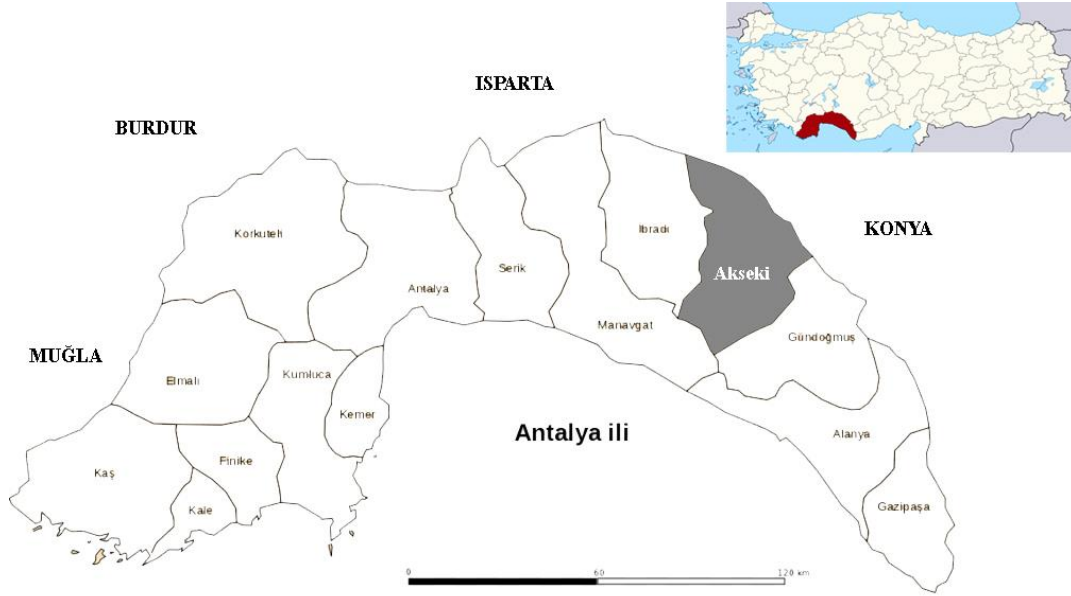 ISPARTA
BURDUR
KONYA
Korkuteli
İbradı
Akseki
Serik
Antalya
Manavgat
Gündoğmuş
MUĞLA
Elmalı
Kumluca
Kemer
Antalya ili
Alanya
Kaş
Finike
Kale
Gazipaşa
0
60
120 km